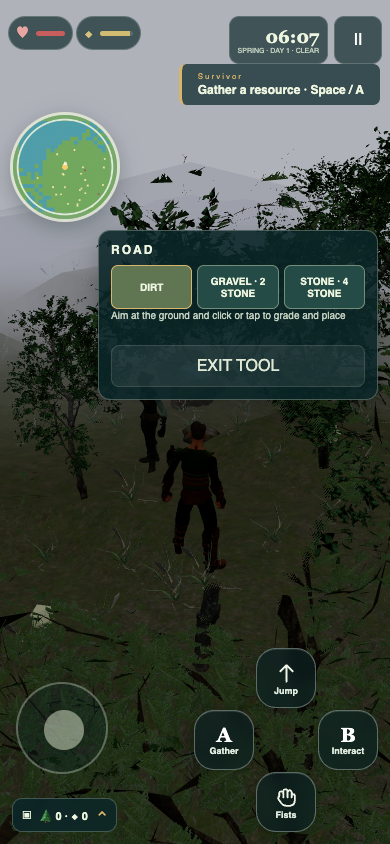 06:07
SPRING · DAY 1 · CLEAR
Survivor
Gather a resource · Space / A
ROAD
DIRT
GRAVEL · 2
STONE
STONE · 4
STONE
Aim at the ground and click or tap to grade and place
EXIT TOOL
Jump
A
Gather
B
Interact
Fists
0 · ◆ 0